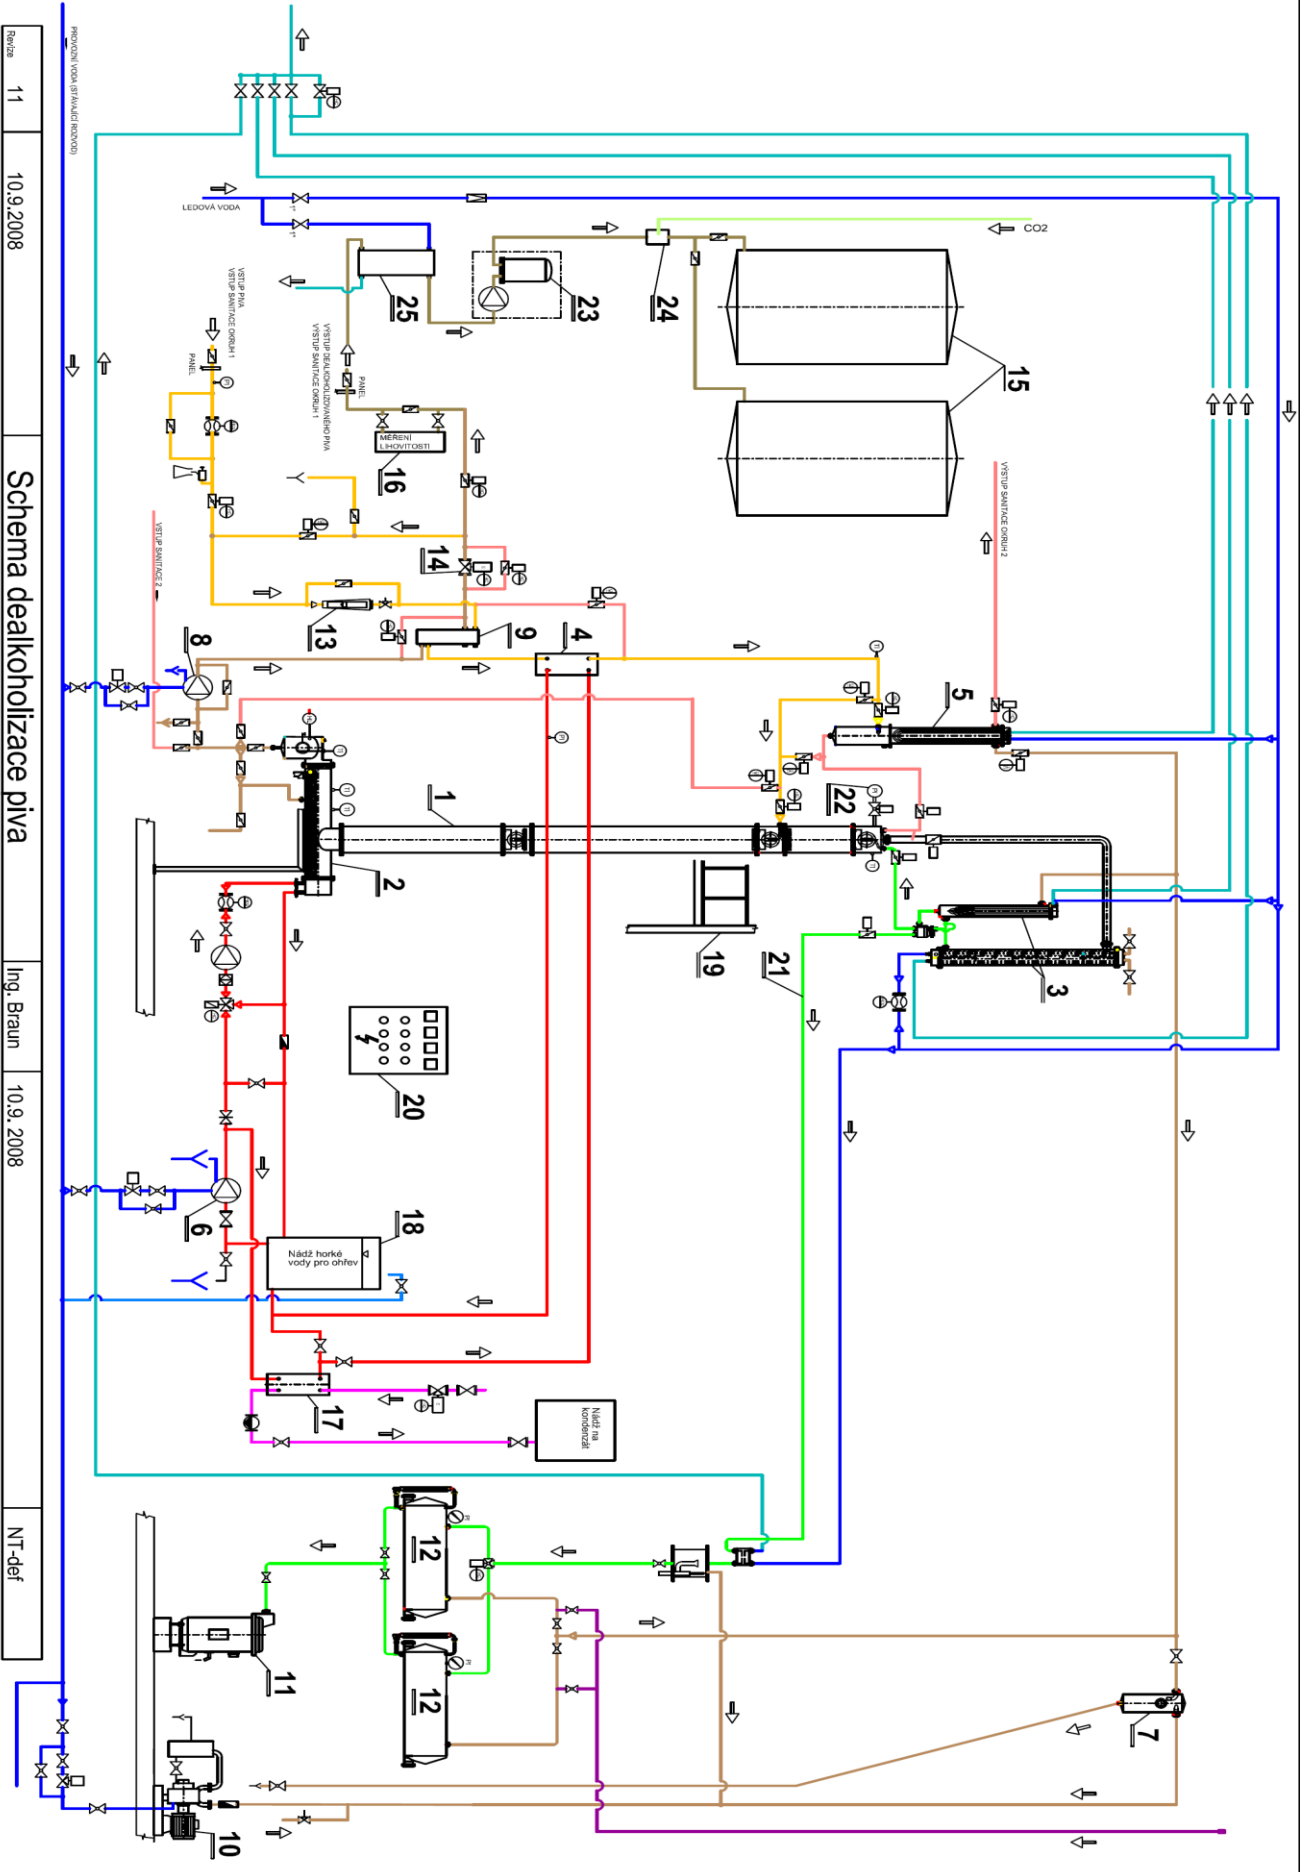 Schema dealkoholizace piva
Revize
11
10.9.2008
Ing. Braun
10.9. 2008
NT-def
PROVOZNÍ VODA (STÁVAJÍCÍ ROZVOD)
LEDOVÁ VODA
CO2
VSTUP PIVA
VSTUP SANITACE OKRUH 1
PANEL
VÝSTUP DEALKOHOLIZOVANÉHO PIVA
VÝSTUP SANITACE OKRUH 1
PANEL
MĚŘENÍ
LIHOVITOSTI
VSTUP SANITACE 2
VÝSTUP SANITACE OKRUH 2
Nádž horké
vody pro ohřev
Nádž na
kondenzát
1
2
3
4
5
6
7
8
9
10
11
12
12
13
14
15
16
17
18
19
20
21
22
23
24
25